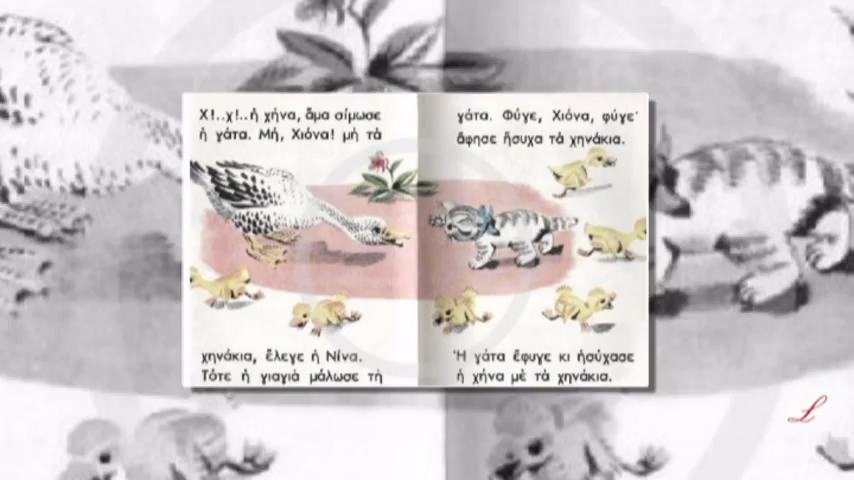 Χ!..χ!..ἡ χήνα, ἅμα σίμωσε
ἡ γάτα. Μή, Χιόνα! μή τὰ
χηνάκια, ἔλεγε ἡ Νίνα.
Τότε ἡ γιαγιὰ μάλωσε τὴ
γάτα. Φύγε, Χιόνα, φύγε·
ἄφησε ἥσυχα τὰ χηνάκια.
Ἡ γάτα ἔφυγε κι ἡσύχασε
ἡ χήνα μὲ τὰ χηνάκια.